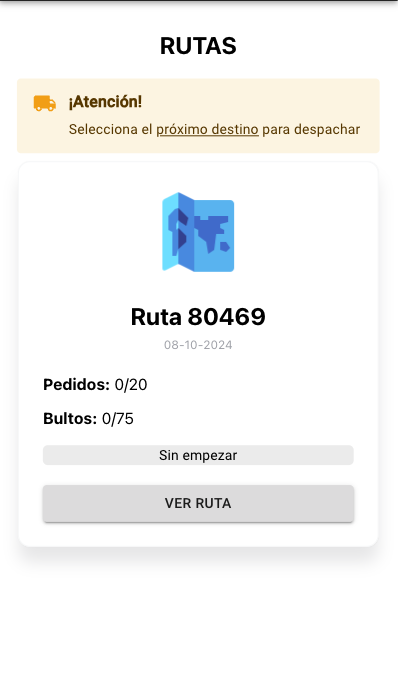 RUTAS
¡Atención!
Selecciona el próximo destino para despachar
Ruta 80469
08-10-2024
Pedidos: 0/20
Bultos: 0/75
Sin empezar
VER RUTA